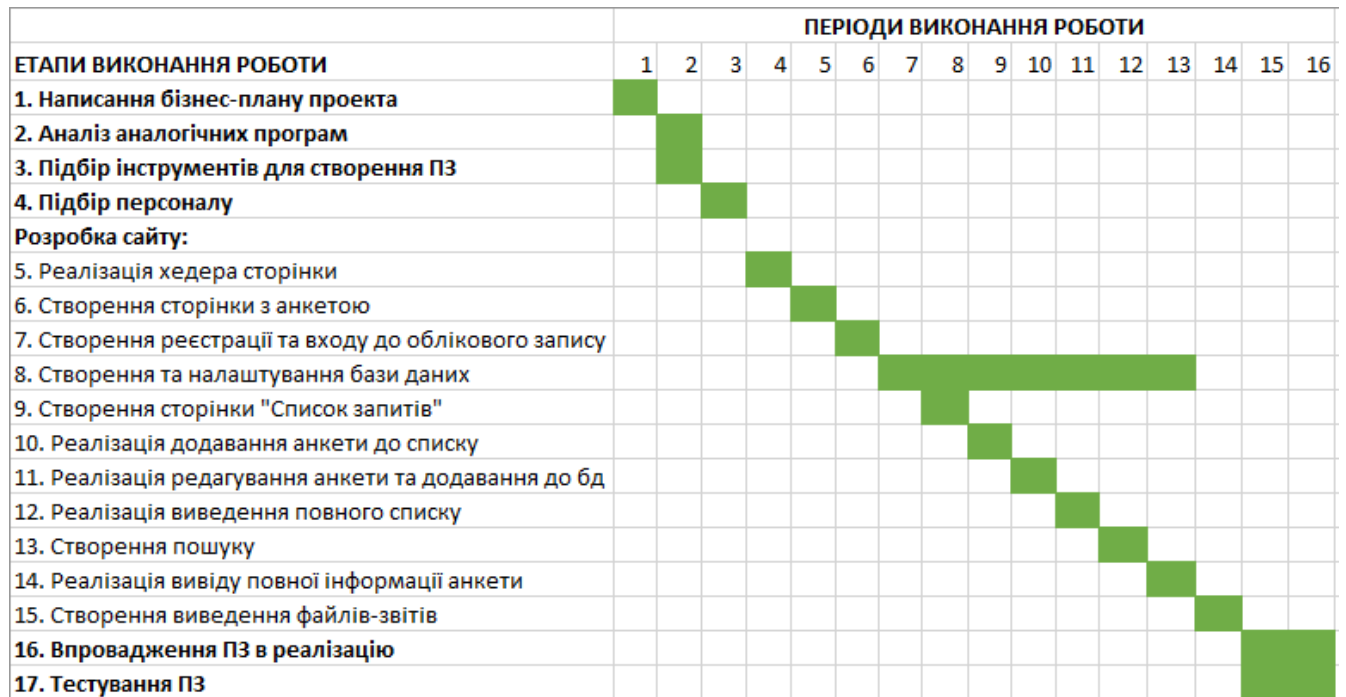 ПЕРІОДИ ВИКОНАННЯ РОБОТИ
ЕТАПИ ВИКОНАННЯ РОБОТИ 1 2 3 4 5 6 7 8 9 10 11 12 13 14 15 16
1. Написання бізнес-плану проекта
2. Аналіз аналогічних програм
3. Підбір інструментів для створення ПЗ
4. Підбір персоналу
Розробка сайту:
5. Реалізація хедера сторінки
6. Створення сторінки з анкетою
7. Створення реєстрації та входу до облікового запису
8. Створення та налаштування бази даних
9. Створення сторінки "Список запитів"
10. Реалізація додавання анкети до списку
11. Реалізація редагування анкети та додавання до бд
12. Реалізація виведення повного списку
13. Створення пошуку
14. Реалізація вивіду повної інформації анкети
15. Створення виведення файлів-звітів
16. Впровадження ПЗ в реалізацію
17. Тестування ПЗ